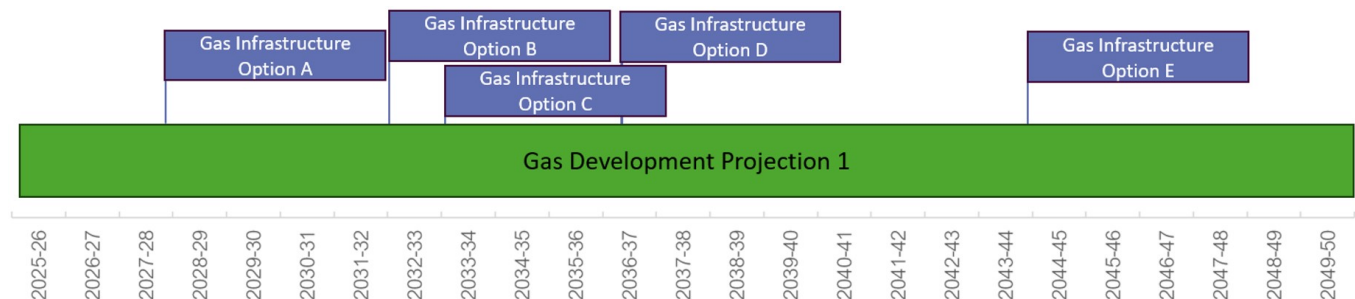 Gas Infrastructure
Option A
Gas Infrastructure
Option B
Gas Infrastructure
Option C
Gas Infrastructure
Option D
Gas Infrastructure
Option E
Gas Development Projection 1
2025-26
2026-27
2027-28
2028-29
2029-30
2030-31
2031-32
2032-33
2033-34
2034-35
2035-36
2036-37
2037-38
2038-39
2039-40
2040-41
2041-42
2042-43
2043-44
2044-45
2045-46
2046-47
2047-48
2048-49
2049-50